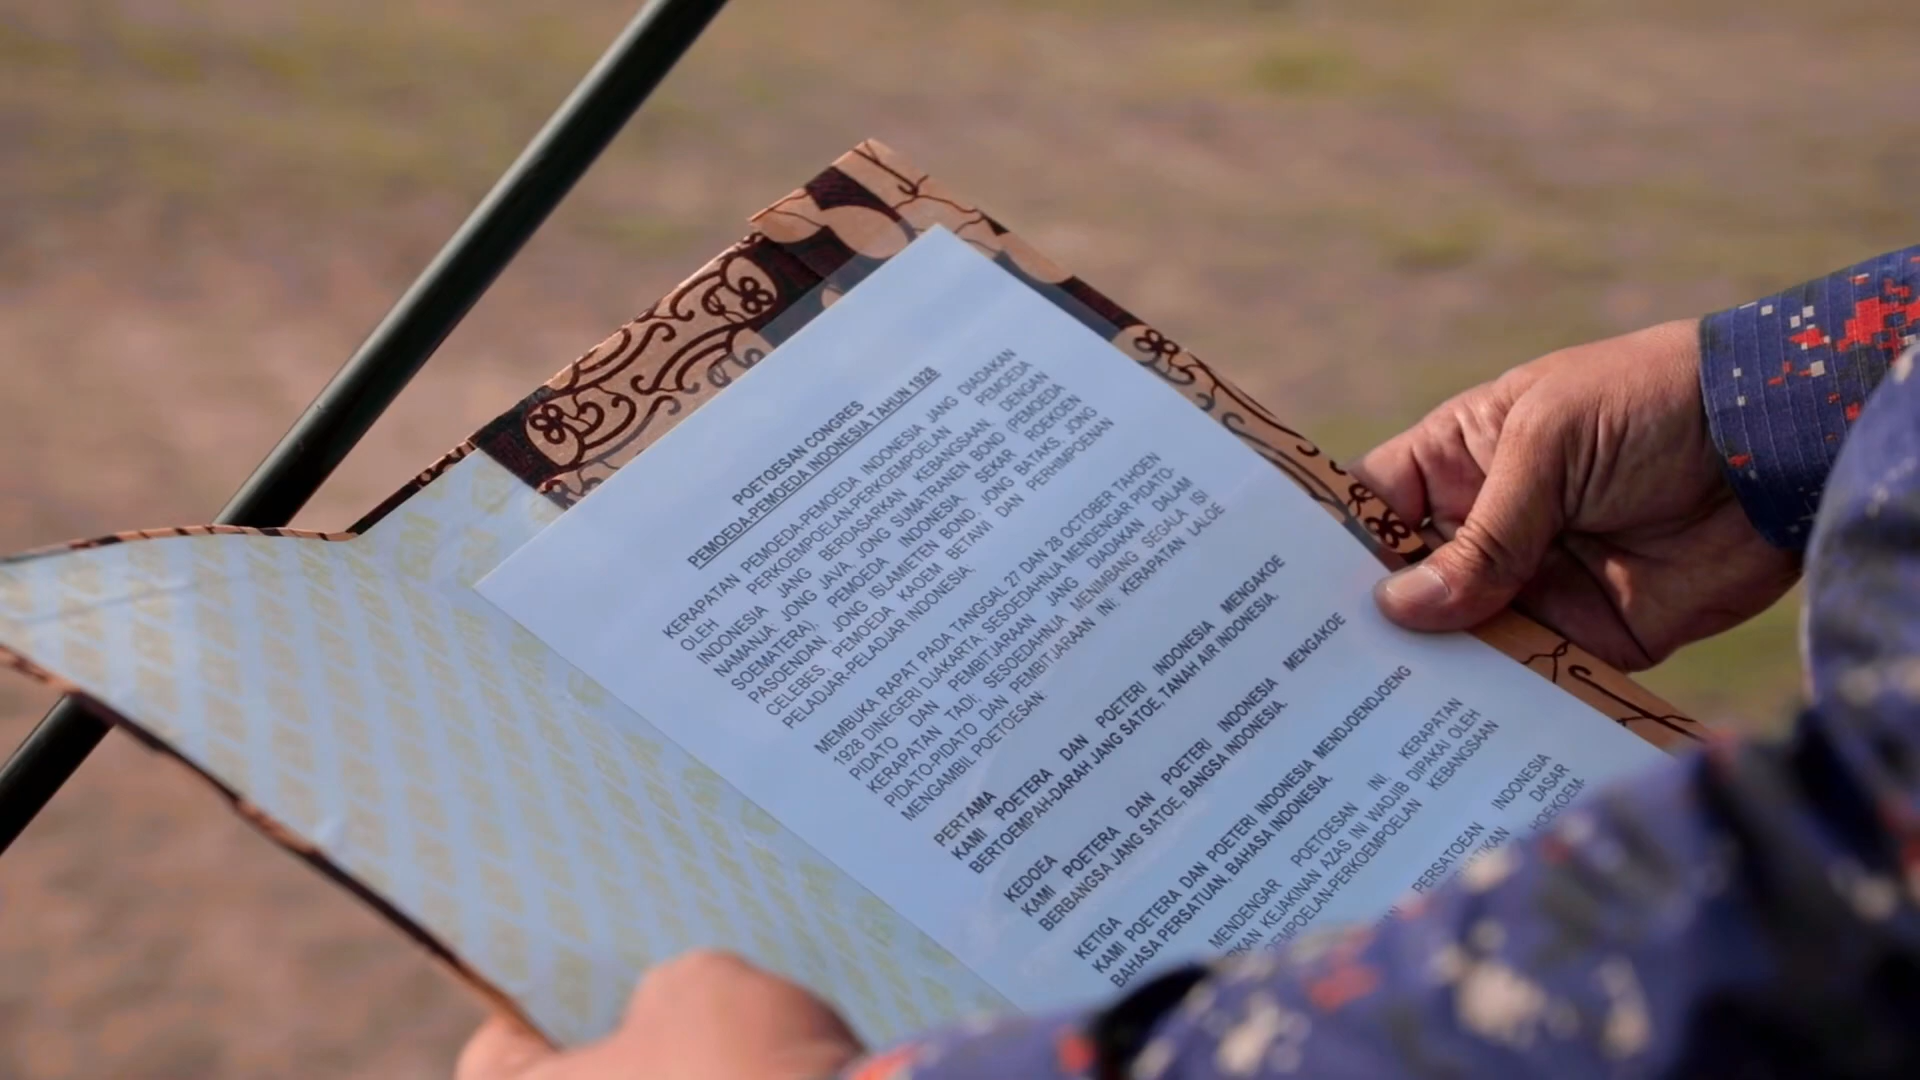 POETOESAN CONGRES
PEMOEDA-PEMOEDA INDONESIA TAHUN 1928
KERAPATAN PEMOEDA-PEMOEDA INDONESIA JANG DIADAKAN
OLEH PERKOEMPOELAN-PERKOEMPOELAN PEMOEDA
INDONESIA JANG BERDASARKAN KEBANGSAAN, DENGAN
NAMANJA: JONG JAVA, JONG SUMATRANEN BOND (PEMOEDA
SOEMATERA), PEMOEDA INDONESIA, SEKAR ROEKOEN
PASOENDAN, JONG ISLAMIETEN BOND, JONG BATAKS, JONG
CELEBES, PEMOEDA KAOEM BETAWI DAN PERHIMPOENAN
PELADJAR-PELADJAR INDONESIA.
MEMBUKA RAPAT PADA TANGGAL 27 DAN 28 OCTOBER TAHOEN
1928 DINEGERI DJAKARTA; SESOEDAHNJA MENDENGAR PIDATO-
PIDATO DAN PEMBITJARAAN JANG DIADAKAN DALAM
KERAPATAN TADI; SESOEDAHNJA MENIMBANG SEGALA ISI
PIDATO-PIDATO DAN PEMBITJARAAN INI; KERAPATAN LALOE
MENGAMBIL POETOESAN:
PERTAMA
KAMI POETERA DAN POETERI INDONESIA MENGAKOE
BERTOEMPAH-DARAH JANG SATOE, TANAH AIR INDONESIA.
KEDOEA
KAMI POETERA DAN POETERI INDONESIA MENGAKOE
BERBANGSA JANG SATOE, BANGSA INDONESIA.
KETIGA
KAMI POETERA DAN POETERI INDONESIA MENDJOENDJOENG
BAHASA PERSATUAN, BAHASA INDONESIA.
MENDENGAR POETOESAN INI, KERAPATAN
KEJAKINAN AZAS INI WADJIB DIPAKAI OLEH
KEBANGSAAN
PERSATOEAN INDONESIA
DASAR
HOEKOEM